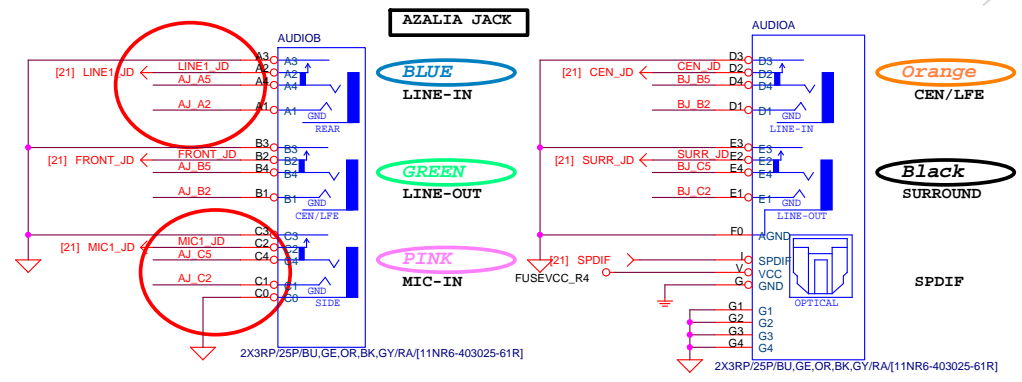 AZALIA JACK
AUDIOB
A3 A3
[21] LINE1_JD LINE1_JD A2 A2
AJ_A5 A4 A4
AJ_A2 A1 A1
GND
REAR
BLUE
LINE-IN
B3 B3
[21] FRONT_JD FRONT_JD B2 B2
AJ_B5 B4 B4
AJ_B2 B1 B1
GND
CEN/LFE
GREEN
LINE-OUT
C3 C3
[21] MIC1_JD MIC1_JD C2 C2
AJ_C5 C4 C4
AJ_C2 C1 C1
GND
C0 C0
SIDE
PINK
MIC-IN
2X3RP/25P/BU,GE,OR,BK,GY/RA/[11NR6-403025-61R]
AUDIOA
D3 D3
[21] CEN_JD CEN_JD D2 D2
BJ_B5 D4 D4
BJ_B2 D1 D1
GND
LINE-IN
Orange
CEN/LFE
E3 E3
[21] SURR_JD SURR_JD E2 E2
BJ_C5 E4 E4
BJ_C2 E1 E1
GND
LINE-OUT
Black
SURROUND
F0 AGND
[21] SPDIF I SPDIF
FUSEVCC_R4 V VCC
G GND
OPTICAL
SPDIF
G1 G1
G2 G2
G3 G3
G4 G4
2X3RP/25P/BU,GE,OR,BK,GY/RA/[11NR6-403025-61R]